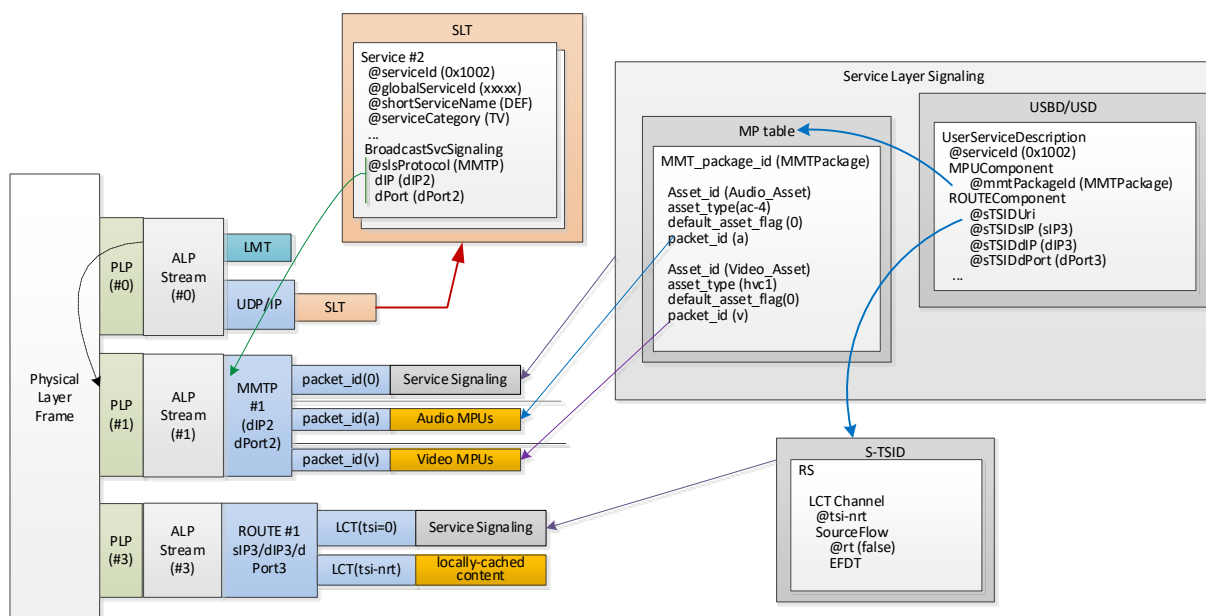 SLT
Service #2
@serviceId (0x1002)
@globalServiceId (xxxxx)
@shortServiceName (DEF)
@serviceCategory (TV)
...
BroadcastSvcSignaling
@slsProtocol (MMTP)
dIP (dIP2)
dPort (dPort2)
Service Layer Signaling
USBD/USD
UserServiceDescription
@serviceId (0x1002)
MPUComponent
@mmtPackageId (MMTPackage)
ROUTEComponent
@sTSIDUri
@sTSIDsIP (sIP3)
@sTSIDdIP (dIP3)
@sTSIDdPort (dPort3)
...
MP table
MMT_package_id (MMTPackage)
Asset_id (Audio_Asset)
asset_type(ac-4)
default_asset_flag (0)
packet_id (a)
Asset_id (Video_Asset)
asset_type (hvc1)
default_asset_flag(0)
packet_id (v)
Physical
Layer
Frame
PLP
(#0)
ALP
Stream
(#0)
LMT
UDP/IP
SLT
PLP
(#1)
ALP
Stream
(#1)
MMTP
#1
(dIP2
dPort2)
packet_id(0)
Service Signaling
packet_id(a)
Audio MPUs
packet_id(v)
Video MPUs
PLP
(#3)
ALP
Stream
(#3)
ROUTE #1
sIP3/dIP3/d
Port3
LCT(tsi=0)
Service Signaling
LCT(tsi-nrt)
locally-cached
content
S-TSID
RS
LCT Channel
@tsi-nrt
SourceFlow
@rt (false)
EFDT